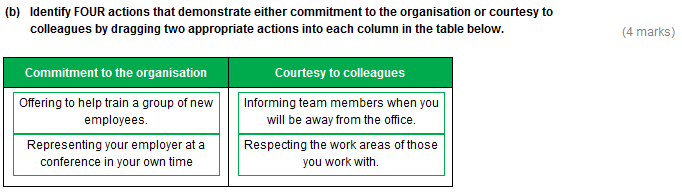 (b) Identify FOUR actions that demonstrate either commitment to the organisation or courtesy to
colleagues by dragging two appropriate actions into each column in the table below.
(4 marks)
Commitment to the organisation
Courtesy to colleagues
Offering to help train a group of new
employees.
Informing team members when you
will be away from the office.
Representing your employer at a
conference in your own time
Respecting the work areas of those
you work with.